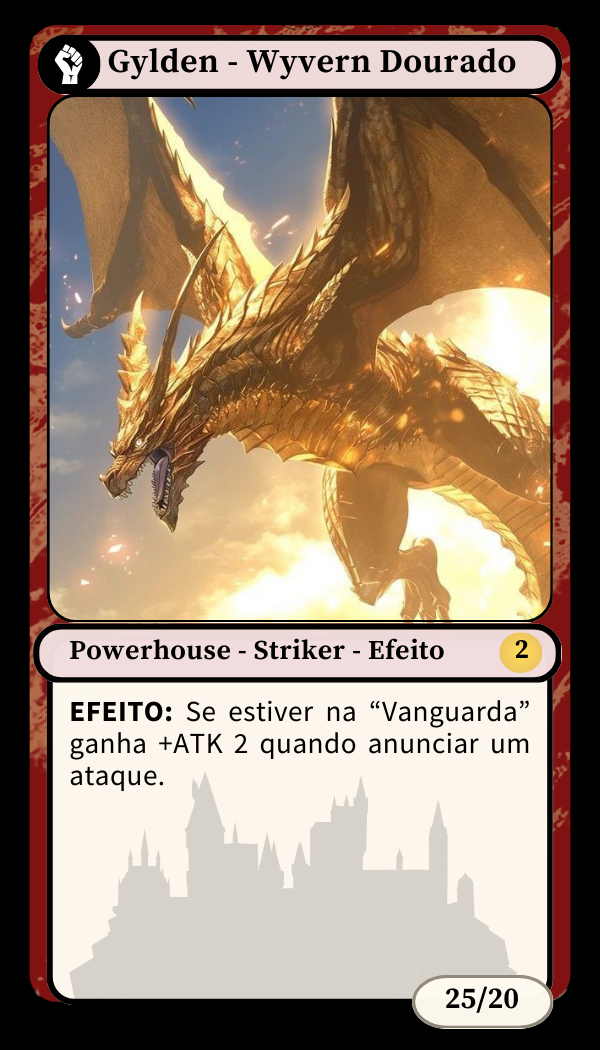 Gylden - Wyvern Dourado
Powerhouse - Striker - Efeito
2
EFEITO: Se estiver na “Vanguarda”
ganha +ATK 2 quando anunciar um
ataque.
25/20